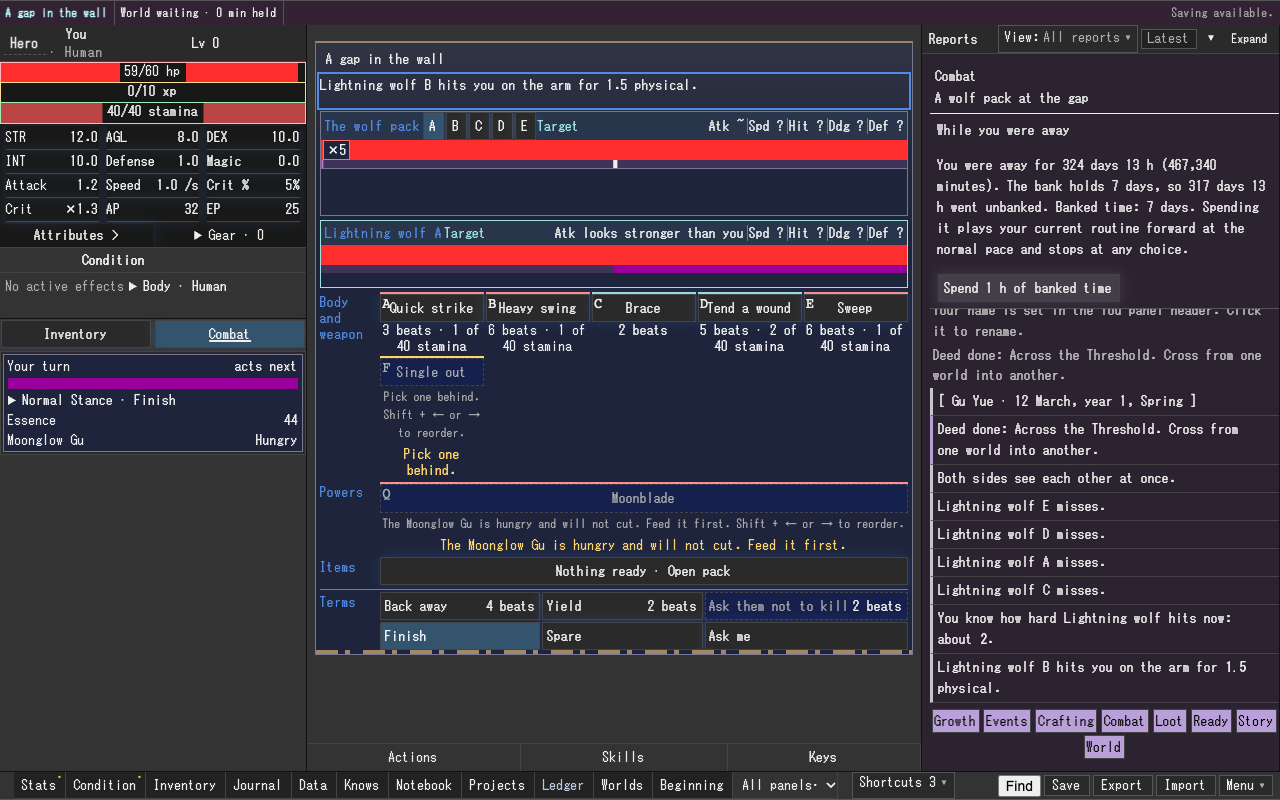 A gap in the wall
World waiting · 0 min held
Saving available.
Hero
You
· Human
Lv 0
59/60 hp
0/10 xp
40/40 stamina
STR 12.0 AGL 8.0 DEX 10.0
INT 10.0 Defense 1.0 Magic 0.0
Attack 1.2 Speed 1.0 /s Crit % 5%
Crit ×1.3 AP 32 EP 25
Attributes > ▶ Gear · 0
Condition
No active effects ▶ Body · Human
Inventory Combat
Your turn acts next
▶ Normal Stance · Finish
Essence 44
Moonglow Gu Hungry
A gap in the wall
Lightning wolf B hits you on the arm for 1.5 physical.
The wolf pack A B C D E Target Atk ~ Spd ? Hit ? Ddg ? Def ?
×5
Lightning wolf A Target Atk looks stronger than you Spd ? Hit ? Ddg ? Def ?
Body and weapon
A Quick strike
3 beats · 1 of 40 stamina
B Heavy swing
6 beats · 1 of 40 stamina
C Brace
2 beats
D Tend a wound
5 beats · 2 of 40 stamina
E Sweep
6 beats · 1 of 40 stamina
F Single out
Pick one behind.
Shift + ← or →
to reorder.
Pick one
behind.
Powers
Q Moonblade
The Moonglow Gu is hungry and will not cut. Feed it first. Shift + ← or → to reorder.
The Moonglow Gu is hungry and will not cut. Feed it first.
Items
Nothing ready · Open pack
Terms
Back away 4 beats Yield 2 beats Ask them not to kill 2 beats
Finish Spare Ask me
Actions Skills Keys
Reports View: All reports ▾ Latest ▼ Expand
Combat
A wolf pack at the gap
While you were away
You were away for 324 days 13 h (467,340
minutes). The bank holds 7 days, so 317 days 13
h went unbanked. Banked time: 7 days. Spending
it plays your current routine forward at the
normal pace and stops at any choice.
Spend 1 h of banked time
Your name is set in the You panel header. Click
it to rename.
Deed done: Across the Threshold. Cross from one
world into another.
[ Gu Yue · 12 March, year 1, Spring ]
Deed done: Across the Threshold. Cross from
one world into another.
Both sides see each other at once.
Lightning wolf E misses.
Lightning wolf D misses.
Lightning wolf A misses.
Lightning wolf C misses.
You know how hard Lightning wolf hits now:
about 2.
Lightning wolf B hits you on the arm for 1.5
physical.
Growth Events Crafting Combat Loot Ready Story
World
Stats Condition Inventory Journal Data Knows Notebook Projects Ledger Worlds Beginning All panels· Shortcuts 3 ▾ Find Save Export Import Menu ▾